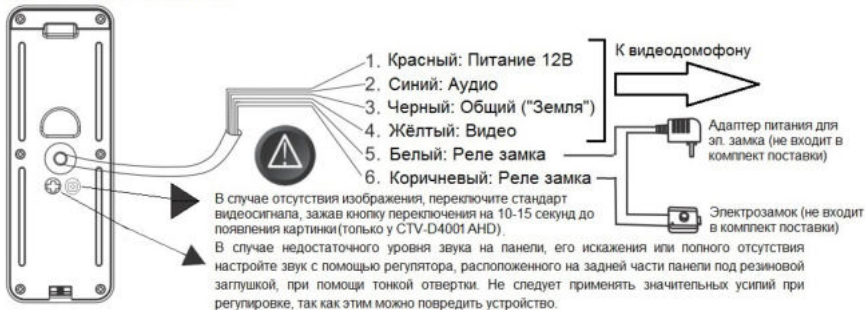 1. Красный: Питание 12В
2. Синий: Аудио
3. Черный: Общий ("Земля")
4. Жёлтый: Видео
5. Белый: Реле замка
6. Коричневый: Реле замка
К видеодомофону
Адаптер питания для
эл. замка (не входит в
комплект поставки)
Электрозамок (не входит
в комплект поставки)
В случае отсутствия изображения, переключите стандарт
видеосигнала, зажав кнопку переключения на 10-15 секунд до
появления картинки(только у CTV-D4001 AHD).
В случае недостаточного уровня звука на панели, его искажения или полного отсутствия
настройте звук с помощью регулятора, расположенного на задней части панели под резиновой
заглушкой, при помощи тонкой отвертки. Не следует применять значительных усилий при
регулировке, так как этим можно повредить устройство.